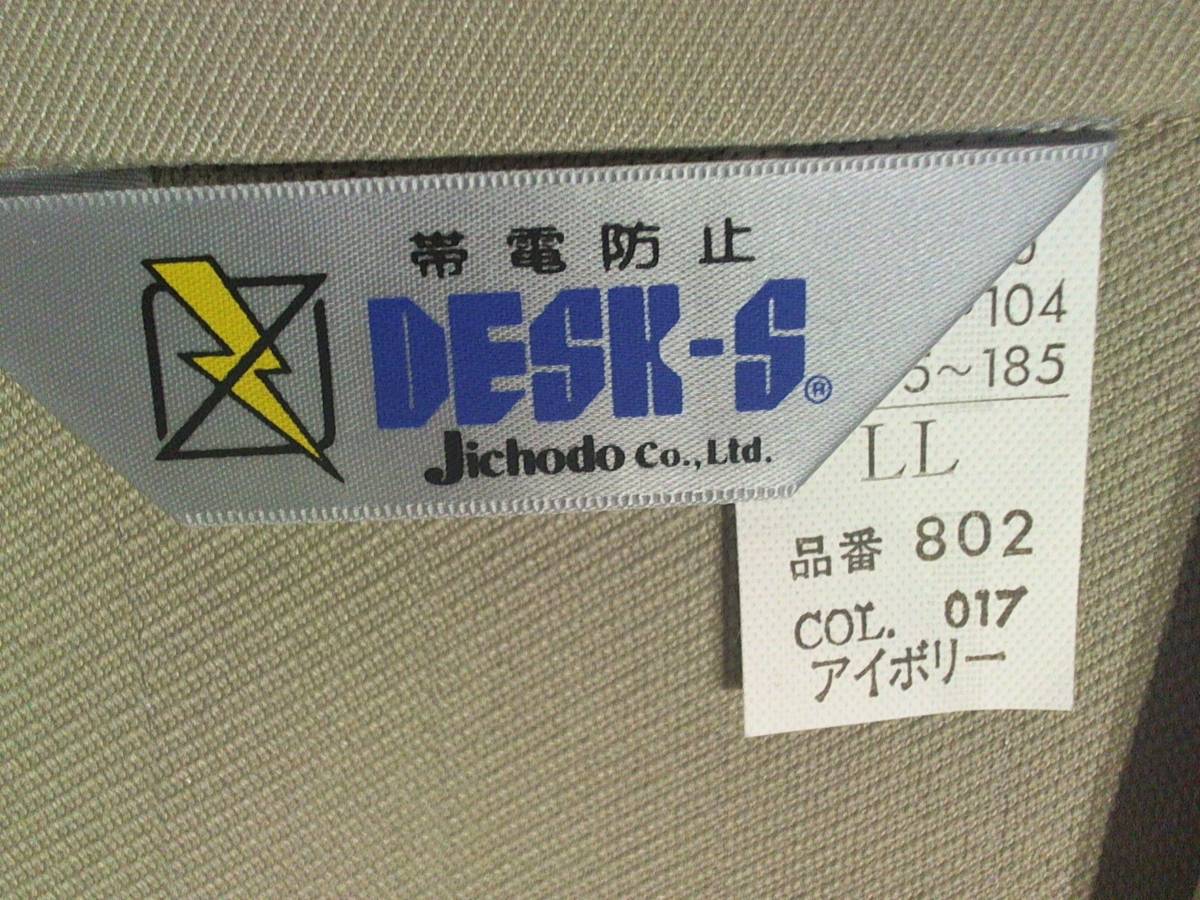 帯電防止
DESK-S®
Jichodo Co., Ltd.
104
5~185
LL
品番 802
COL. 017
アイボリー